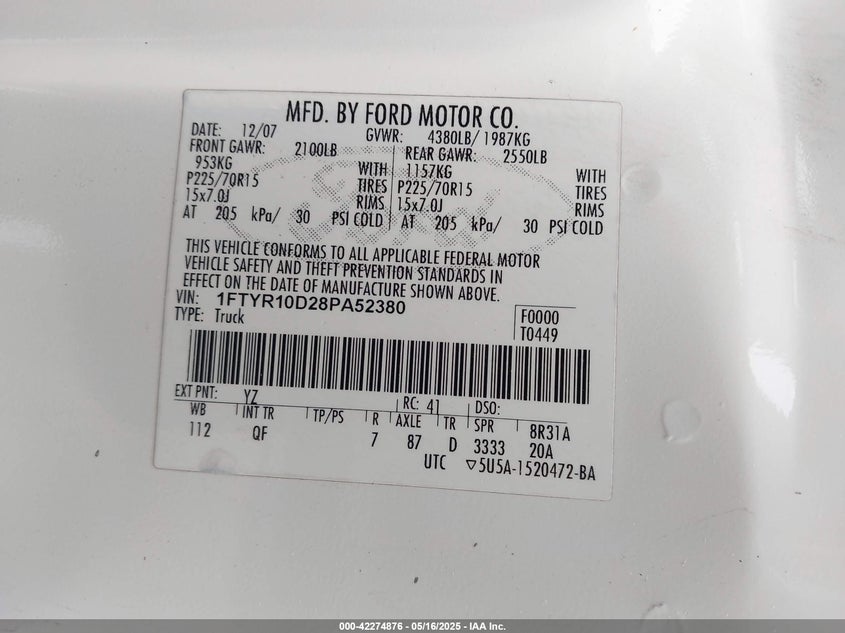 MFD. BY FORD MOTOR CO.
DATE: 12/07 GVWR: 4380LB/ 1987KG
FRONT GAWR: 2100LB REAR GAWR: 2550LB
953KG WITH 1157KG WITH
P225/70R15 TIRES P225/70R15 TIRES
15x7.0J RIMS 15x7.0J RIMS
AT 205 kPa/ 30 PSI COLD AT 205 kPa/ 30 PSI COLD
THIS VEHICLE CONFORMS TO ALL APPLICABLE FEDERAL MOTOR
VEHICLE SAFETY AND THEFT PREVENTION STANDARDS IN
EFFECT ON THE DATE OF MANUFACTURE SHOWN ABOVE.
VIN: 1FTYR10D28PA52380
TYPE: Truck
F0000
T0449
EXT PNT: YZ RC: 41 DSO:
WB INT TR TP/PS R AXLE TR SPR 8R31A
112 QF 7 87 D 3333 20A
UTC ▽5U5A-1520472-BA
000-42274876 - 05/16/2025 - IAA Inc.